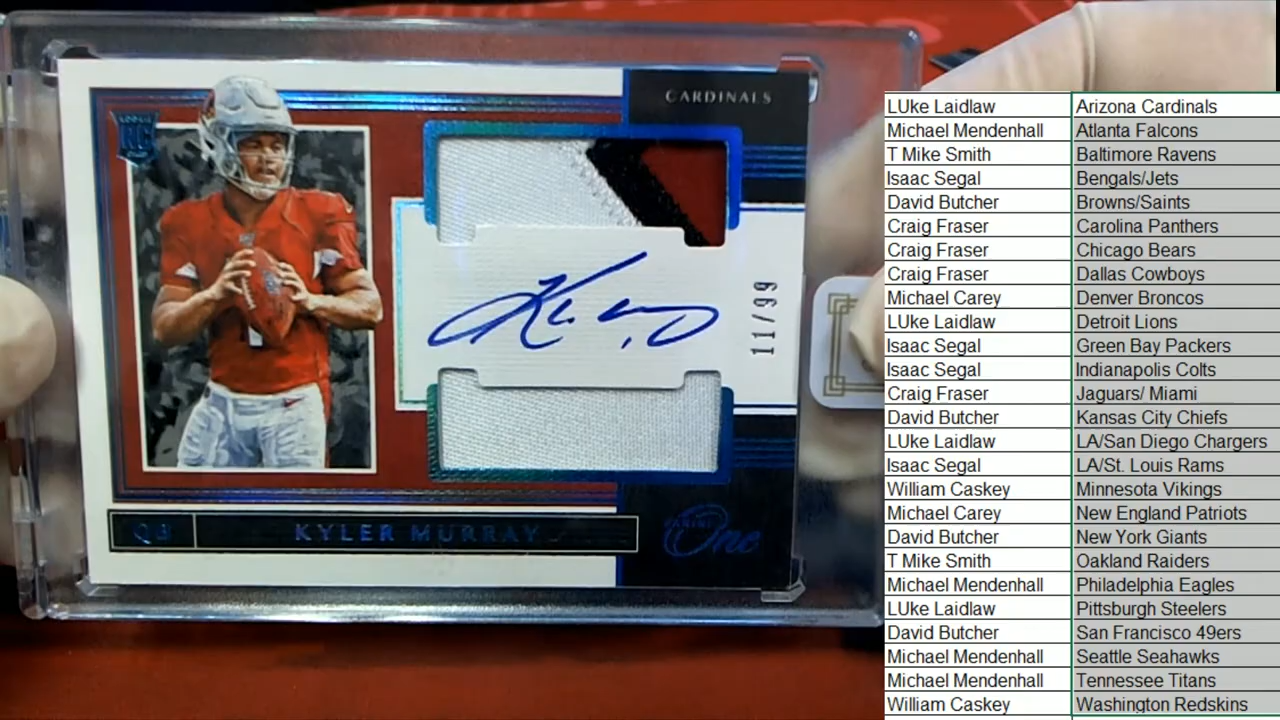 CARDINALS
ROOKIE
RC
11/99
QB
KYLER MURRAY
PANINI
One
LUke Laidlaw Arizona Cardinals
Michael Mendenhall Atlanta Falcons
T Mike Smith Baltimore Ravens
Isaac Segal Bengals/Jets
David Butcher Browns/Saints
Craig Fraser Carolina Panthers
Craig Fraser Chicago Bears
Craig Fraser Dallas Cowboys
Michael Carey Denver Broncos
LUke Laidlaw Detroit Lions
Isaac Segal Green Bay Packers
Isaac Segal Indianapolis Colts
Craig Fraser Jaguars/ Miami
David Butcher Kansas City Chiefs
LUke Laidlaw LA/San Diego Chargers
Isaac Segal LA/St. Louis Rams
William Caskey Minnesota Vikings
Michael Carey New England Patriots
David Butcher New York Giants
T Mike Smith Oakland Raiders
Michael Mendenhall Philadelphia Eagles
LUke Laidlaw Pittsburgh Steelers
David Butcher San Francisco 49ers
Michael Mendenhall Seattle Seahawks
Michael Mendenhall Tennessee Titans
William Caskey Washington Redskins